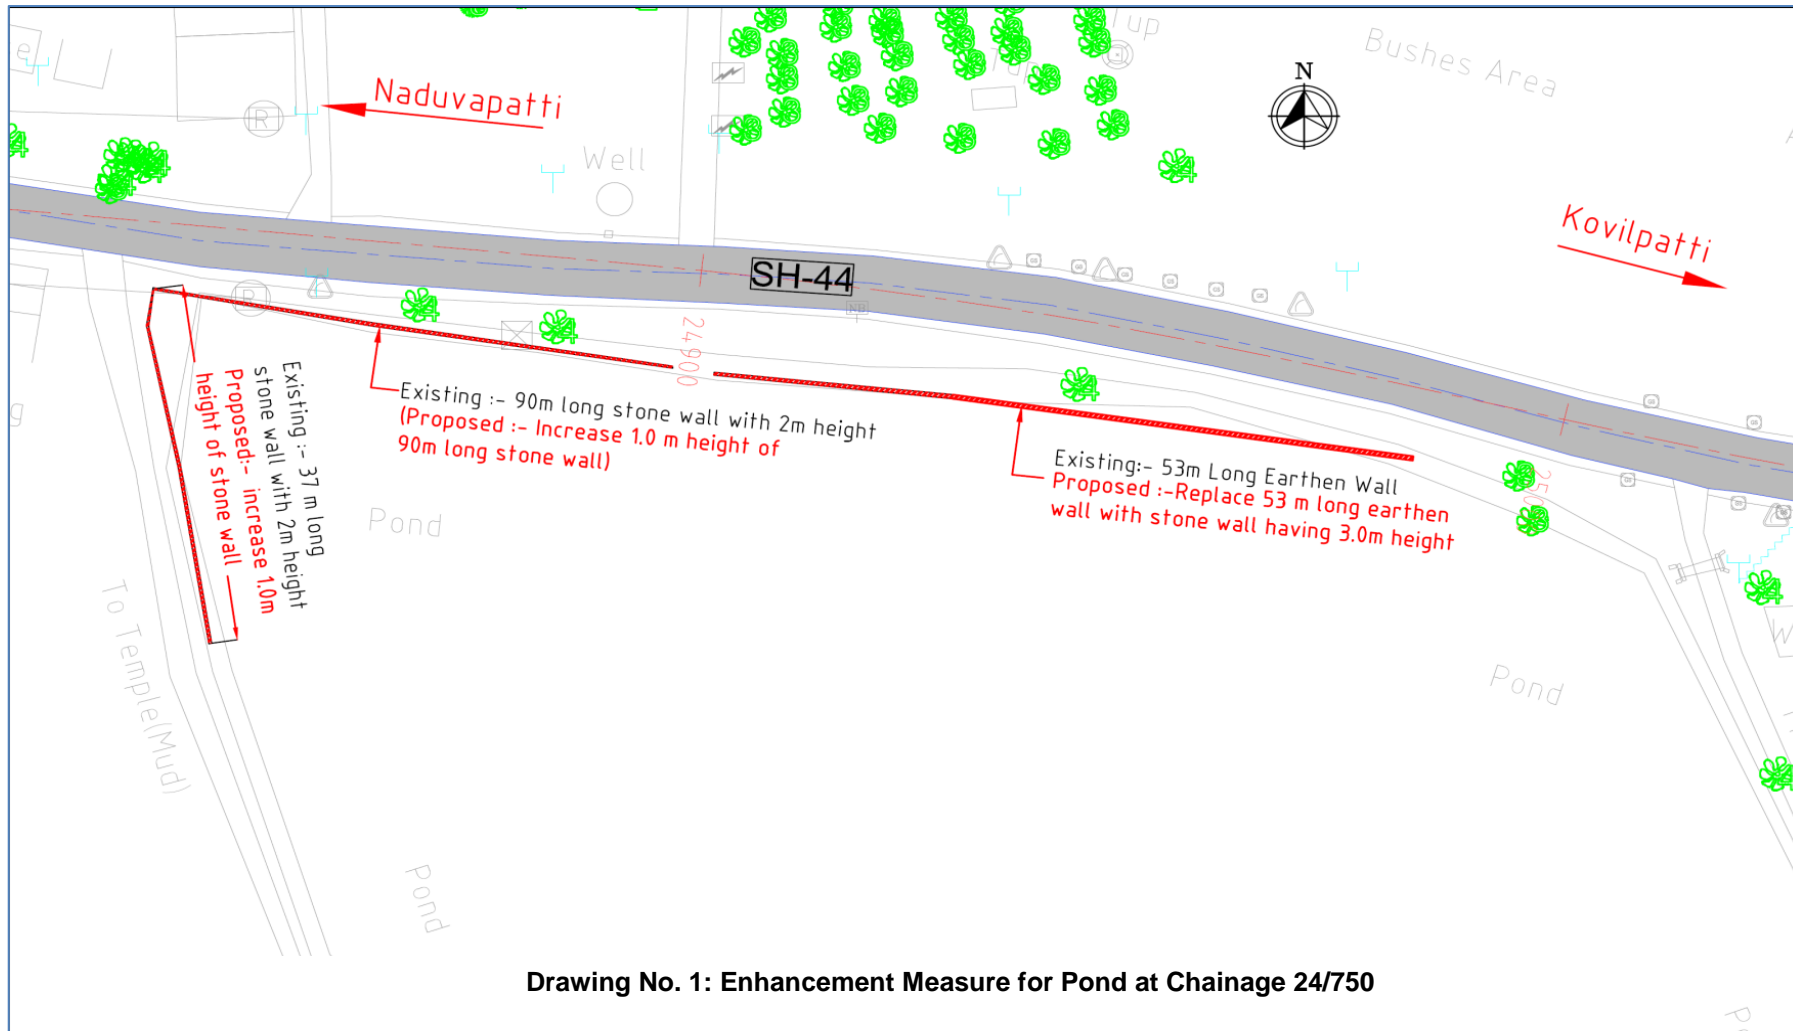 Tup
Tup
Bushes Area
N
Naduvapatti
R
Well
Kovilpatti
SH-44
R
NB
24900
Existing :- 90m long stone wall with 2m height
(Proposed :- Increase 1.0 m height of
90m long stone wall)
Existing :- 37 m long
stone wall with 2m height
Proposed:- increase 1.0m
height of stone wall
Existing:- 53m Long Earthen Wall
Proposed :-Replace 53 m long earthen
wall with stone wall having 3.0m height
250
Pond
To Temple(Mud)
Pond
Pond
Drawing No. 1: Enhancement Measure for Pond at Chainage 24/750